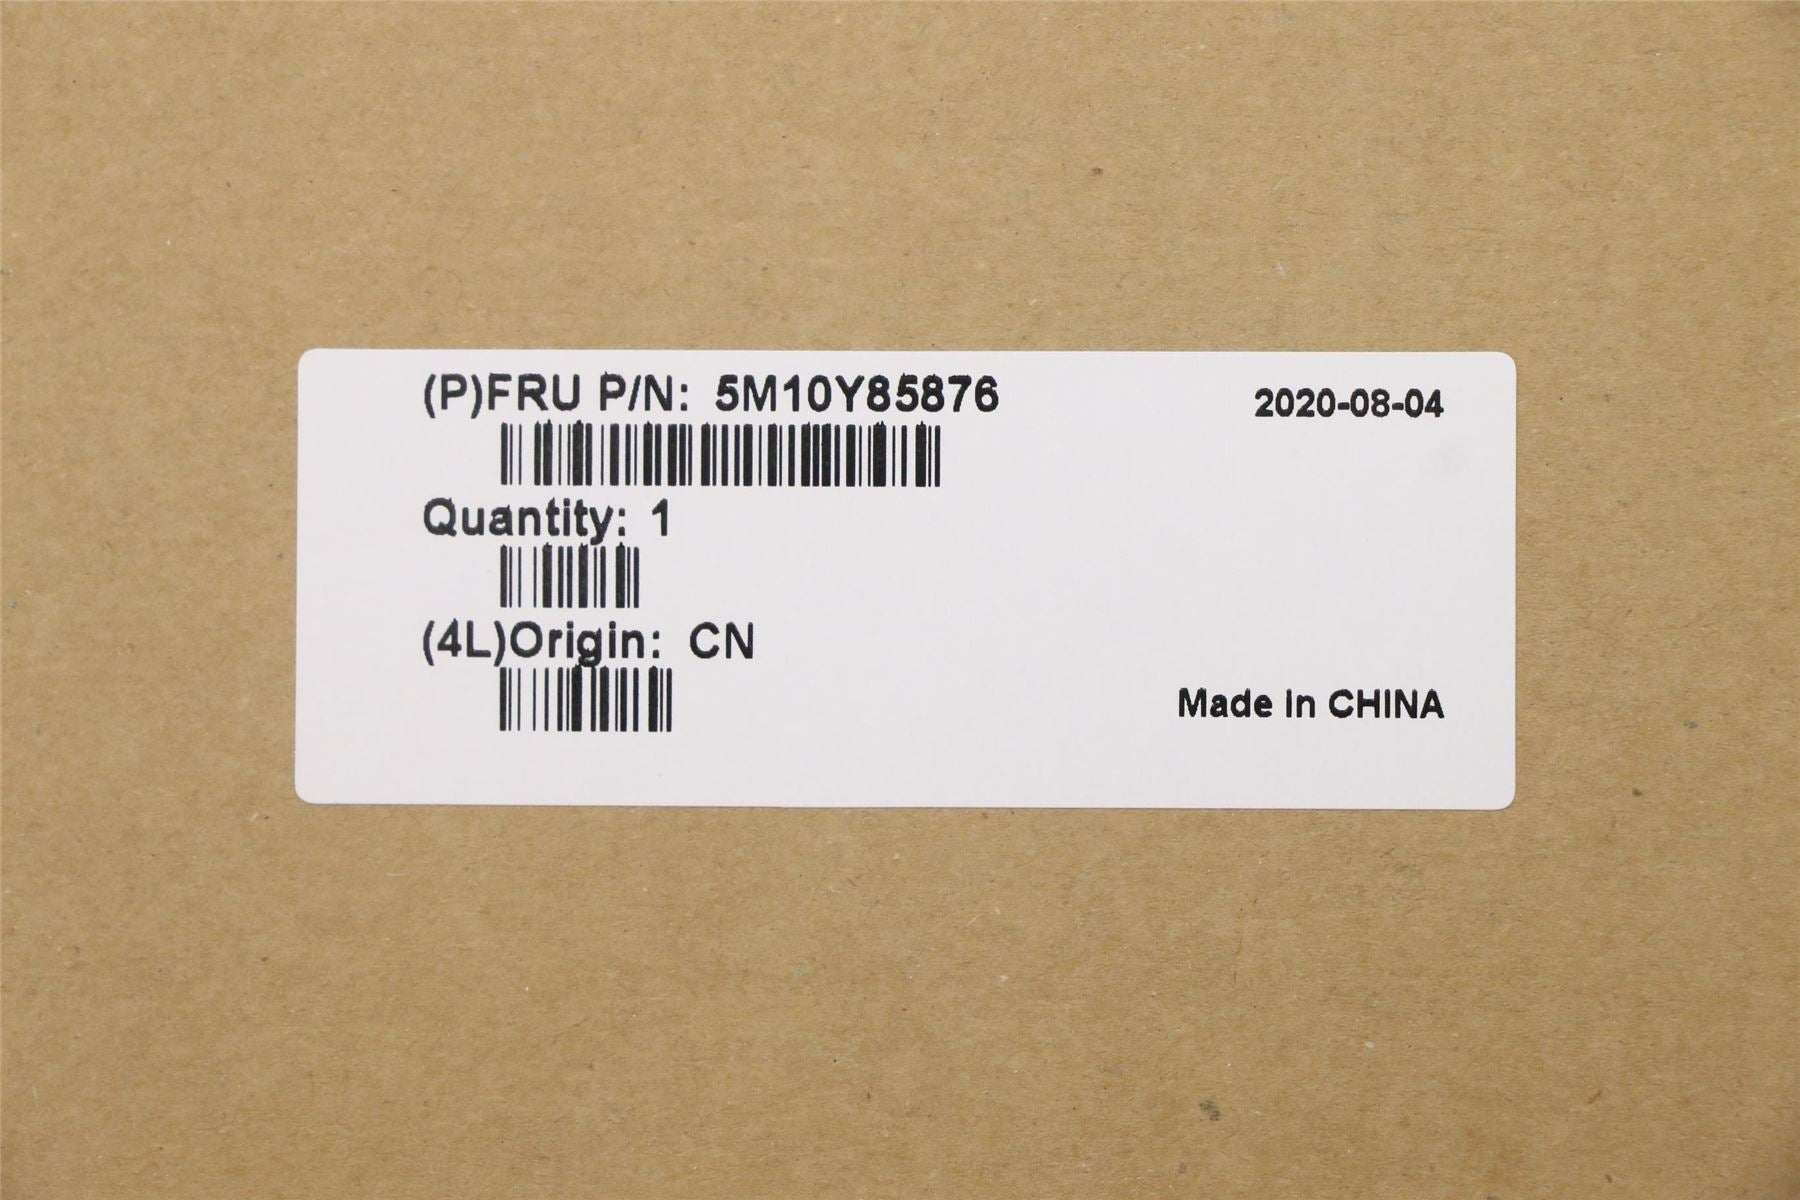 (P)FRU P/N: 5M10Y85876
2020-08-04
Quantity: 1
(4L)Origin: CN
Made in CHINA